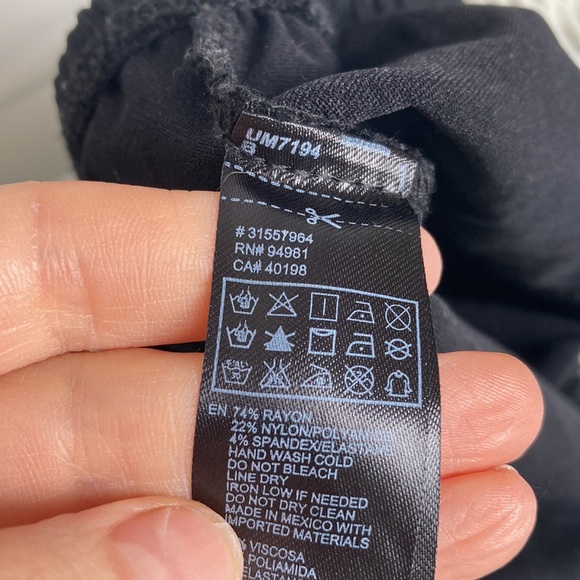 UM7194
# 31557964
RN# 94981
CA# 40198
EN 74% RAYON
22% NYLON/POLYAMIDE
4% SPANDEX/ELASTANE
HAND WASH COLD
DO NOT BLEACH
LINE DRY
IRON LOW IF NEEDED
DO NOT DRY CLEAN
MADE IN MEXICO WITH
IMPORTED MATERIALS
VISCOSA
POLIAMIDA